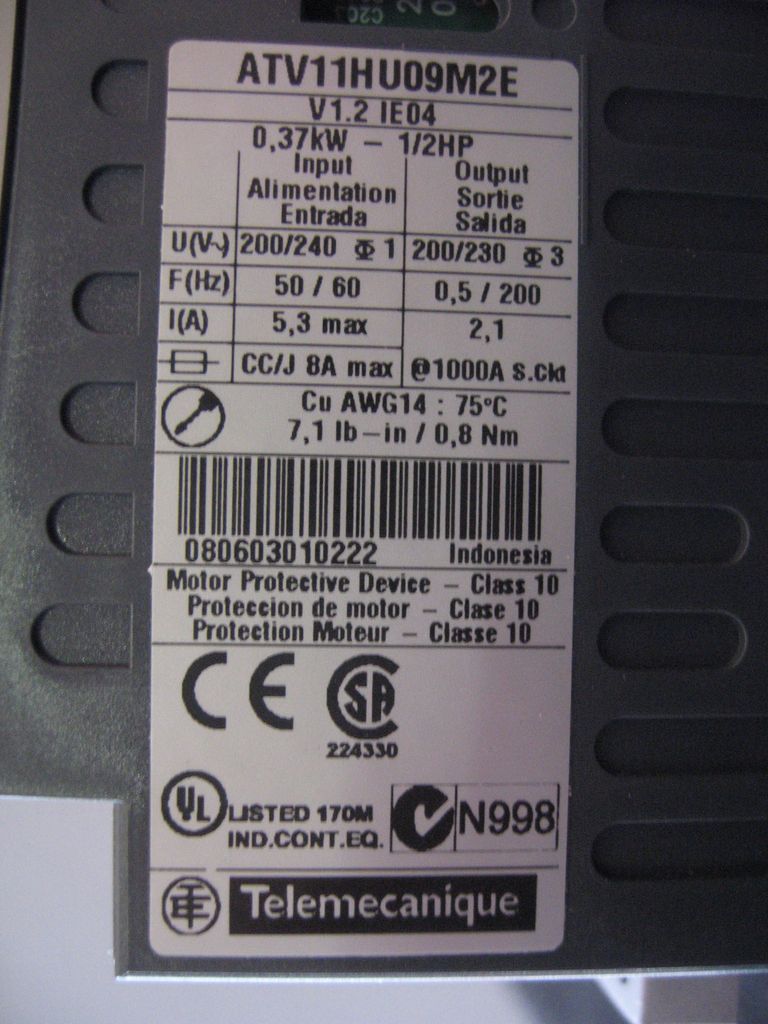 ATV11HU09M2E
V1.2 IE04
0,37kW – 1/2HP
Input Output
Alimentation Sortie
Entrada Salida
U(V~) 200/240 Φ 1 200/230 Φ 3
F(Hz) 50 / 60 0,5 / 200
I(A) 5,3 max 2,1
CC/J 8A max @1000A S.Ckt
Cu AWG14 : 75°C
7,1 lb–in / 0,8 Nm
080603010222 Indonesia
Motor Protective Device – Class 10
Proteccion de motor – Clase 10
Protection Moteur – Classe 10
CE SA
224330
UL LISTED 170M
IND.CONT.EQ.
N998
TE Telemecanique